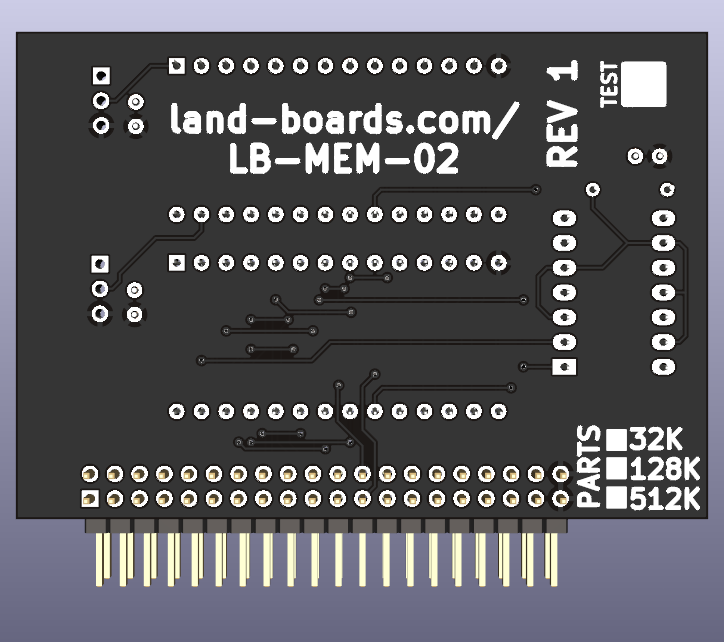 land-boards.com/
LB-MEM-02
REV 1
TEST
PARTS
32K
128K
512K